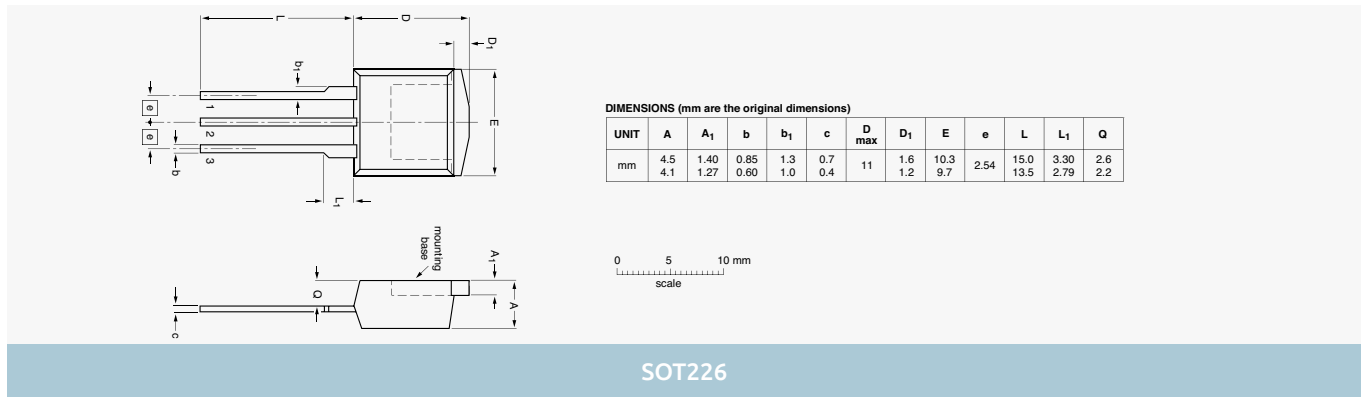 L
D
D1
b1
e
e
1
2
3
b
E
L1
DIMENSIONS (mm are the original dimensions)
UNIT A A1 b b1 c D max D1 E e L L1 Q
mm 4.5 4.1 1.40 1.27 0.85 0.60 1.3 1.0 0.7 0.4 11 1.6 1.2 10.3 9.7 2.54 15.0 13.5 3.30 2.79 2.6 2.2
mounting
base
A1
A
Q
c
0 5 10 mm
scale
SOT226